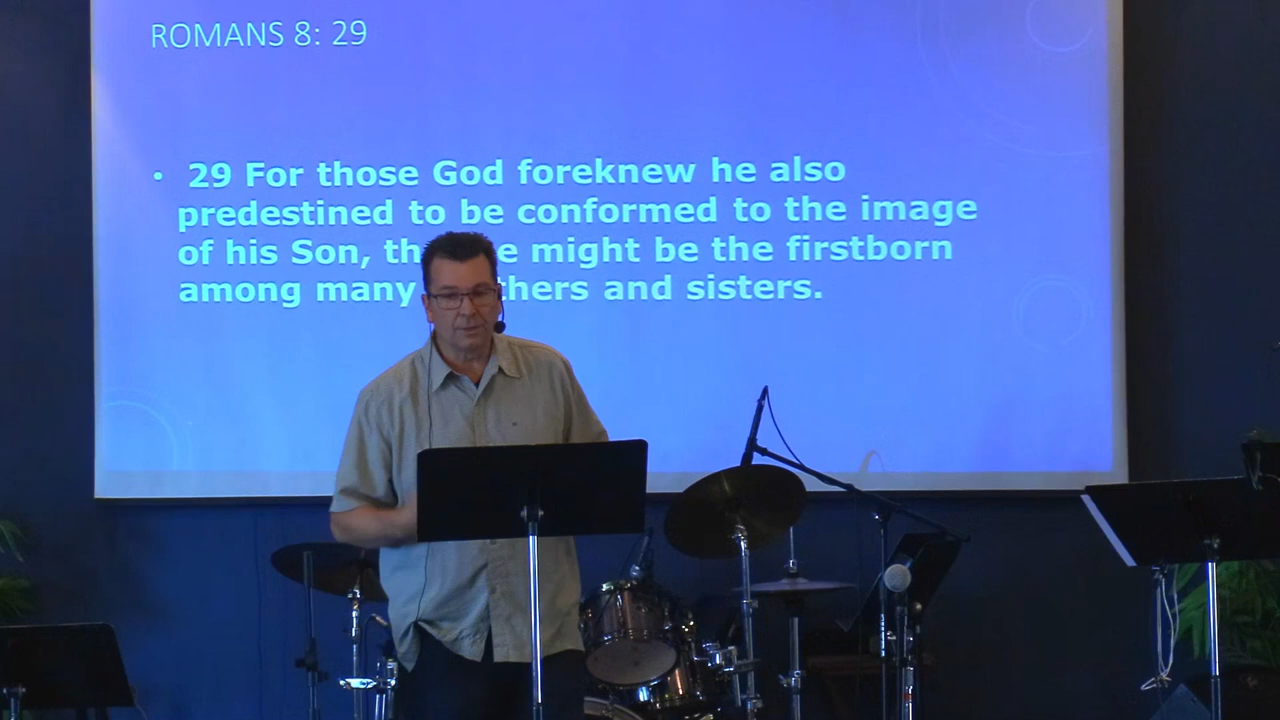 ROMANS 8: 29
• 29 For those God foreknew he also
predestined to be conformed to the image
of his Son, might be the firstborn
among many and sisters.